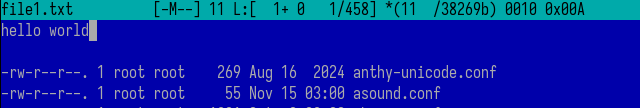 file1.txt [-M--] 11 L:[ 1+ 0 1/458] *(11 /38269b) 0010 0x00A
hello world
-rw-r--r--. 1 root root 269 Aug 16 2024 anthy-unicode.conf
-rw-r--r--. 1 root root 55 Nov 15 03:00 asound.conf